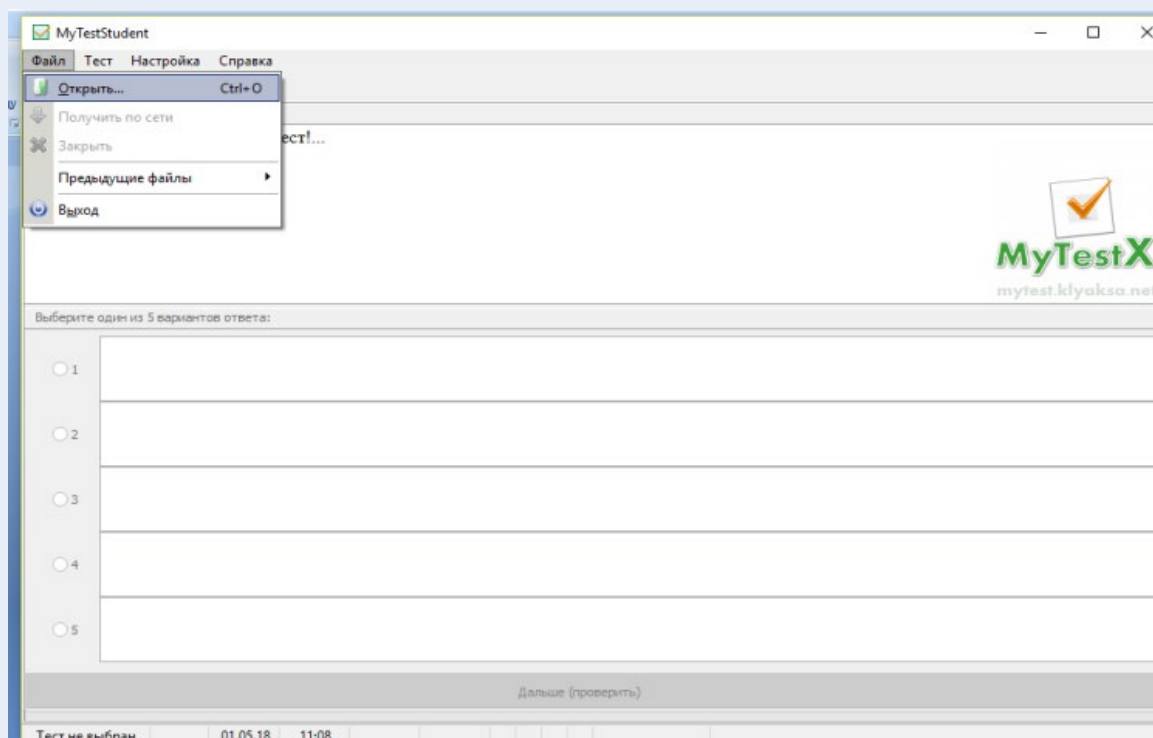 MyTestStudent
Файл Тест Настройка Справка
Открыть... Ctrl+O
Получить по сети
ест!...
Закрыть
Предыдущие файлы
Выход
MyTestX
mytest.klyaksa.net
Выберите один из 5 вариантов ответа:
1
2
3
4
5
Дальше (проверить)
Тест не выбран 01.05.18 11:08